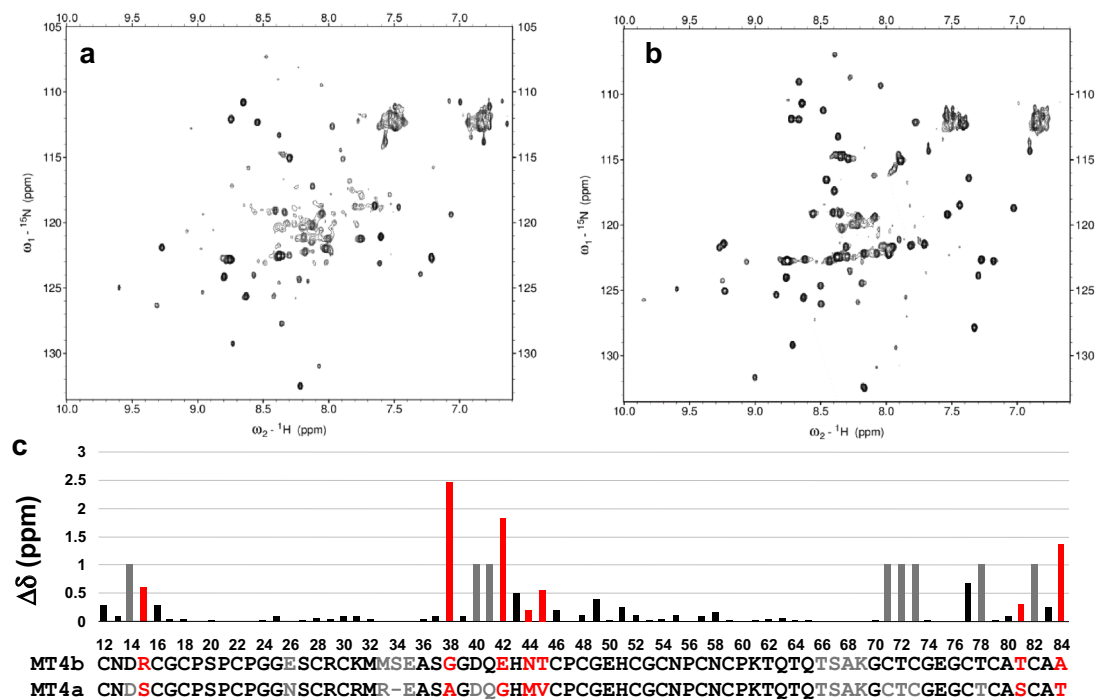 10.0 9.5 9.0 8.5 8.0 7.5 7.0
10.0 9.5 9.0 8.5 8.0 7.5 7.0
105
a
b
110 110
115 115
120 120
125 125
130 130
110 110
115 115
120 120
125 125
130 130
ω1 - 15N (ppm)
ω1 - 15N (ppm)
10.0 9.5 9.0 8.5 8.0 7.5 7.0
10.0 9.5 9.0 8.5 8.0 7.5 7.0
ω2 - 1H (ppm)
ω2 - 1H (ppm)
c
Δδ (ppm)
3
2.5
2
1.5
1
0.5
0
12 14 16 18 20 22 24 26 28 30 32 34 36 38 40 42 44 46 48 50 52 54 56 58 60 62 64 66 68 70 72 74 76 78 80 82 84
MT4b CNDRCGCPSPCPGGESCRCKMMSEASGGDQEHNTCPCGEHCGCNPCNCPKTQTQTSAKGCTCGEGCTCATCAA
MT4a CNDSCGCPSPCPGGNSCRCRMR-EASAGDQGHMVCPCGEHCGCNPCNCPKTQTQTSAKGCTCGEGCTCASCAT